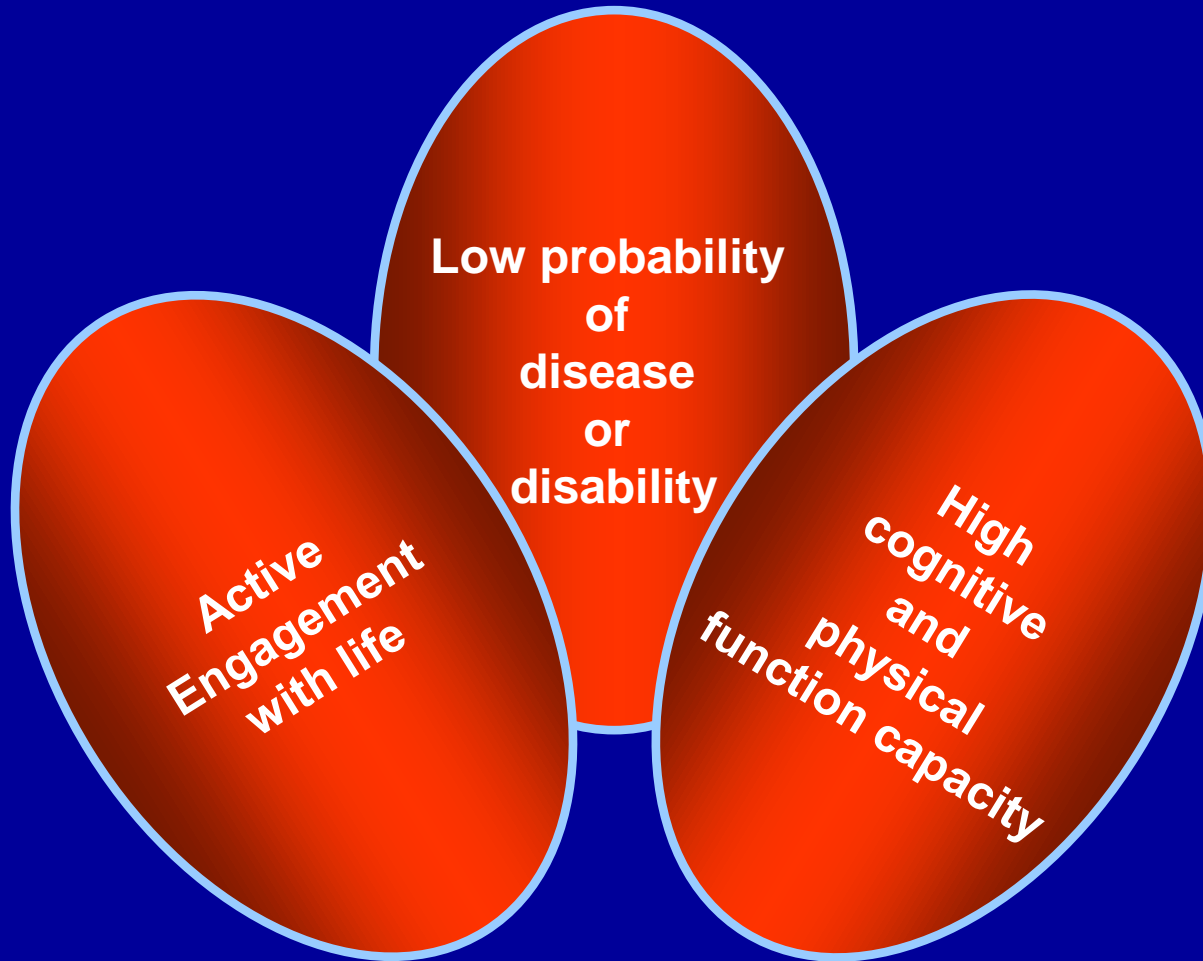 Low probability
of
disease
or
disability
Active
Engagement
with life
High
cognitive
and
physical
function capacity